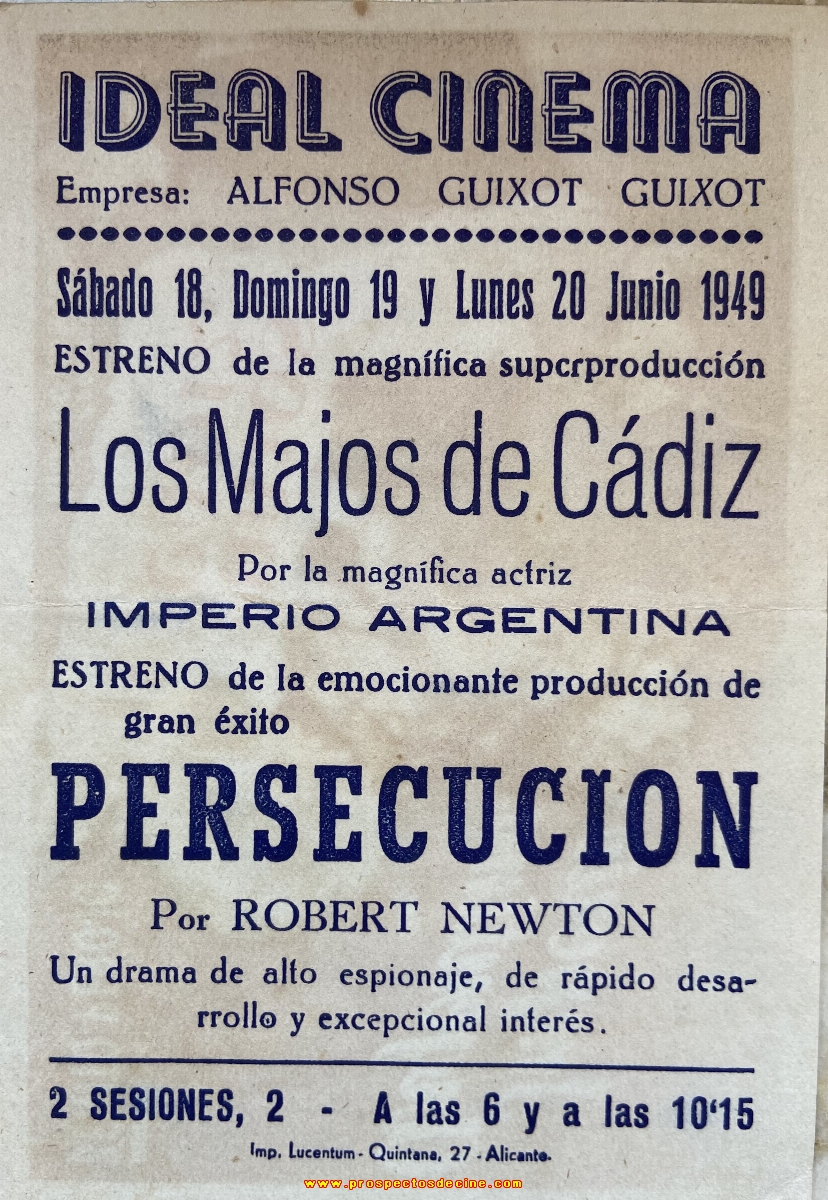 IDEAL CINEMA
Empresa: ALFONSO GUIXOT GUIXOT
Sábado 18, Domingo 19 y Lunes 20 Junio 1949
ESTRENO de la magnífica superproducción
Los Majos de Cádiz
Por la magnífica actriz
IMPERIO ARGENTINA
ESTRENO de la emocionante producción de
gran éxito
PERSECUCION
Por ROBERT NEWTON
Un drama de alto espionaje, de rápido desa-
rrollo y excepcional interés.
2 SESIONES, 2 - A las 6 y a las 10‘15
Imp. Lucentum - Quintana, 27 - Alicante.
www.prospectosdecine.com